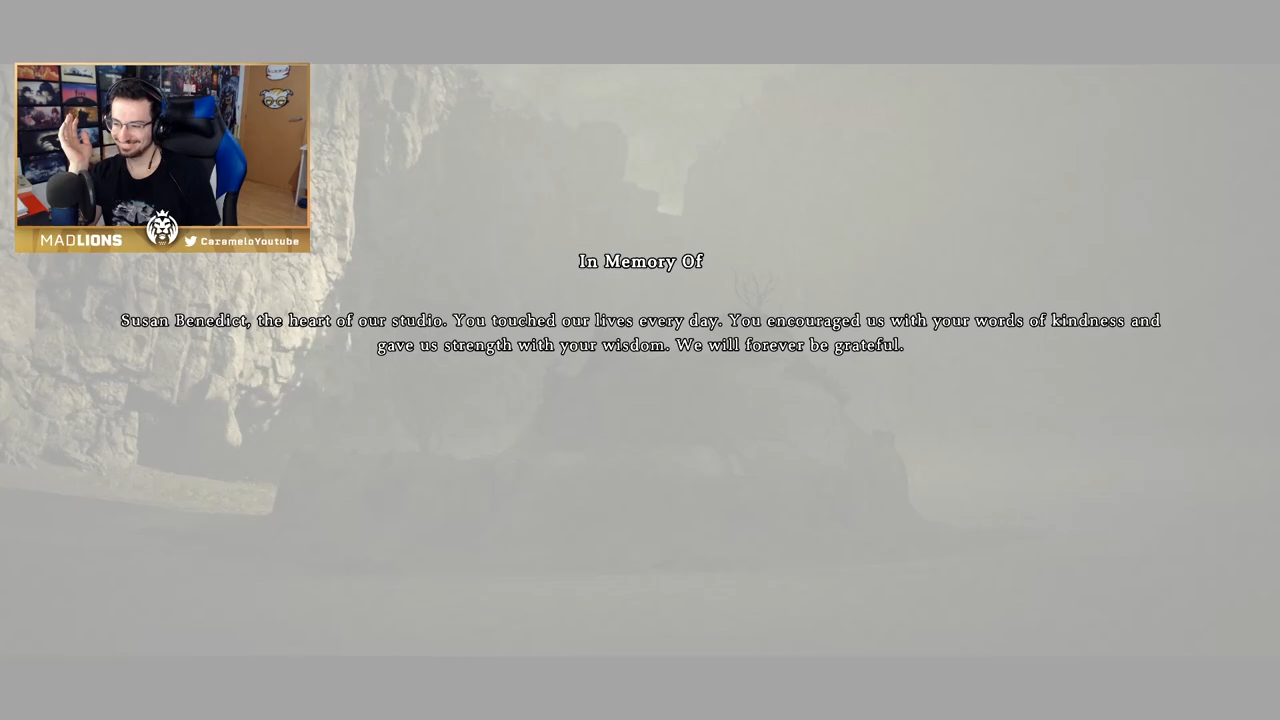 MADLIONS
CarameloYoutube
In Memory Of
Susan Benedict, the heart of our studio. You touched our lives every day. You encouraged us with your words of kindness and
gave us strength with your wisdom. We will forever be grateful.